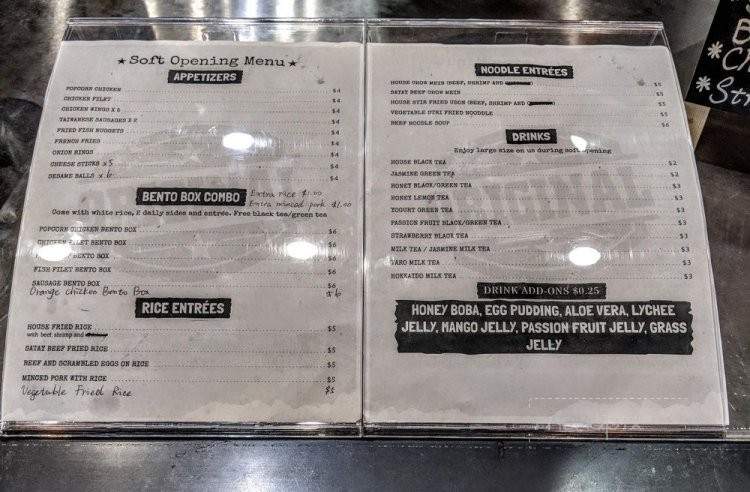 ★ Soft Opening Menu ★
APPETIZERS
POPCORN CHICKEN $4
CHICKEN FILET $4
CHICKEN WINGS X 6 $4
TAIWANESE SAUSAGES X 2 $4
FRIED FISH NUGGETS $4
FRENCH FRIES $4
ONION RINGS $4
CHEESE STICKS x 5 $4
SESAME BALLS x 6 $4
BENTO BOX COMBO Extra rice $1.00
Extra minced pork $1.00
Come with white rice, 2 daily sides and entrée. Free black tea/green tea
POPCORN CHICKEN BENTO BOX $6
CHICKEN FILET BENTO BOX $6
BENTO BOX $6
FISH FILET BENTO BOX $6
SAUSAGE BENTO BOX $6
Orange Chicken Bento Box $6
RICE ENTRÉES
HOUSE FRIED RICE $5
with beef, shrimp and
SATAY BEEF FRIED RICE $5
BEEF AND SCRAMBLED EGGS ON RICE $5
MINCED PORK WITH RICE $5
Vegetable Fried Rice $5
NOODLE ENTRÉES
HOUSE CHOW MEIN (BEEF, SHRIMP AND $5
SATAY BEEF CHOW MEIN $5
HOUSE STIR FRIED UDON (BEEF, SHRIMP AND $5
VEGETABLE STRI FRIED NOODDLE $5
BEEF NOODLE SOUP $6
DRINKS
Enjoy large size on us during soft opening
HOUSE BLACK TEA $2
JASMINE GREEN TEA $2
HONEY BLACK/GREEN TEA $3
HONEY LEMON TEA $3
YOGURT GREEN TEA $3
PASSION FRUIT BLACK/GREEN TEA $3
STRAWBERRY BLACK TEA $3
MILK TEA / JASMINE MILK TEA $3
TARO MILK TEA $3
HOKKAIDO MILK TEA $3
DRINK ADD-ONS $0.25
HONEY BOBA, EGG PUDDING, ALOE VERA, LYCHEE
JELLY, MANGO JELLY, PASSION FRUIT JELLY, GRASS
JELLY